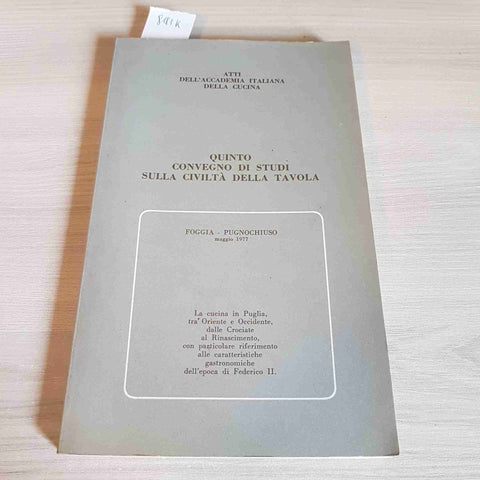 ATTI
DELL'ACCADEMIA ITALIANA
DELLA CUCINA
QUINTO
CONVEGNO DI STUDI
SULLA CIVILTÀ DELLA TAVOLA
FOGGIA - PUGNOCHIUSO
maggio 1977
La cucina in Puglia,
tra Oriente e Occidente,
dalle Crociate
al Rinascimento,
con particolare riferimento
alle caratteristiche
gastronomiche
dell'epoca di Federico II.